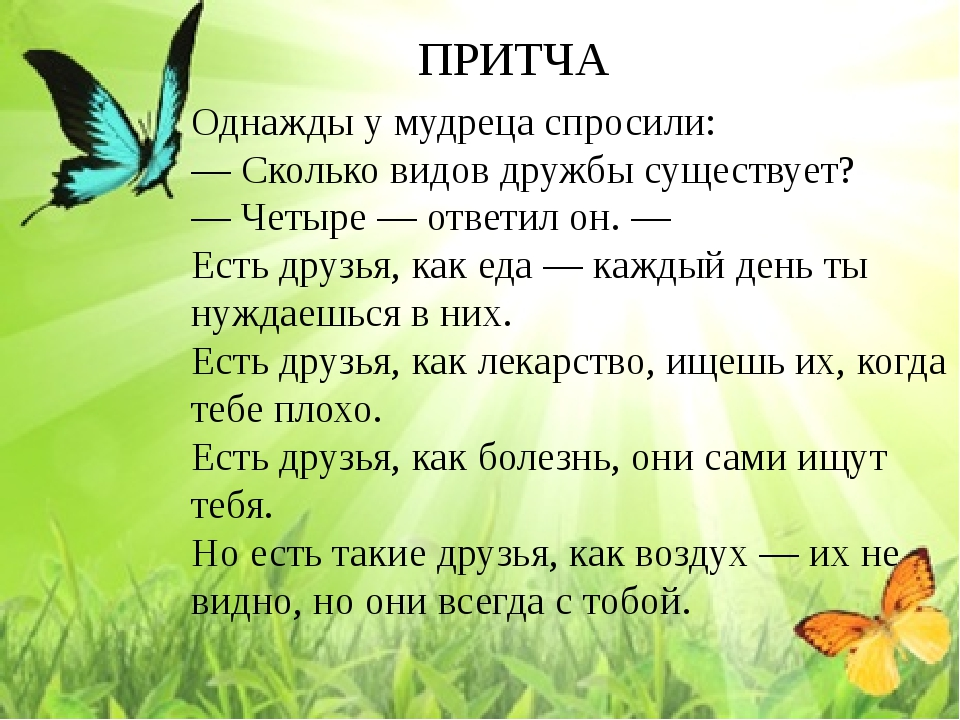 ПРИТЧА
Однажды у мудреца спросили:
— Сколько видов дружбы существует?
— Четыре — ответил он. —
Есть друзья, как еда — каждый день ты
нуждаешься в них.
Есть друзья, как лекарство, ищешь их, когда
тебе плохо.
Есть друзья, как болезнь, они сами ищут
тебя.
Но есть такие друзья, как воздух — их не
видно, но они всегда с тобой.